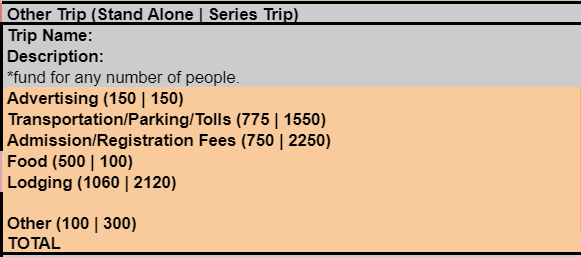 Other Trip (Stand Alone | Series Trip)
Trip Name:
Description:
*fund for any number of people.
Advertising (150 | 150)
Transportation/Parking/Tolls (775 | 1550)
Admission/Registration Fees (750 | 2250)
Food (500 | 100)
Lodging (1060 | 2120)
Other (100 | 300)
TOTAL